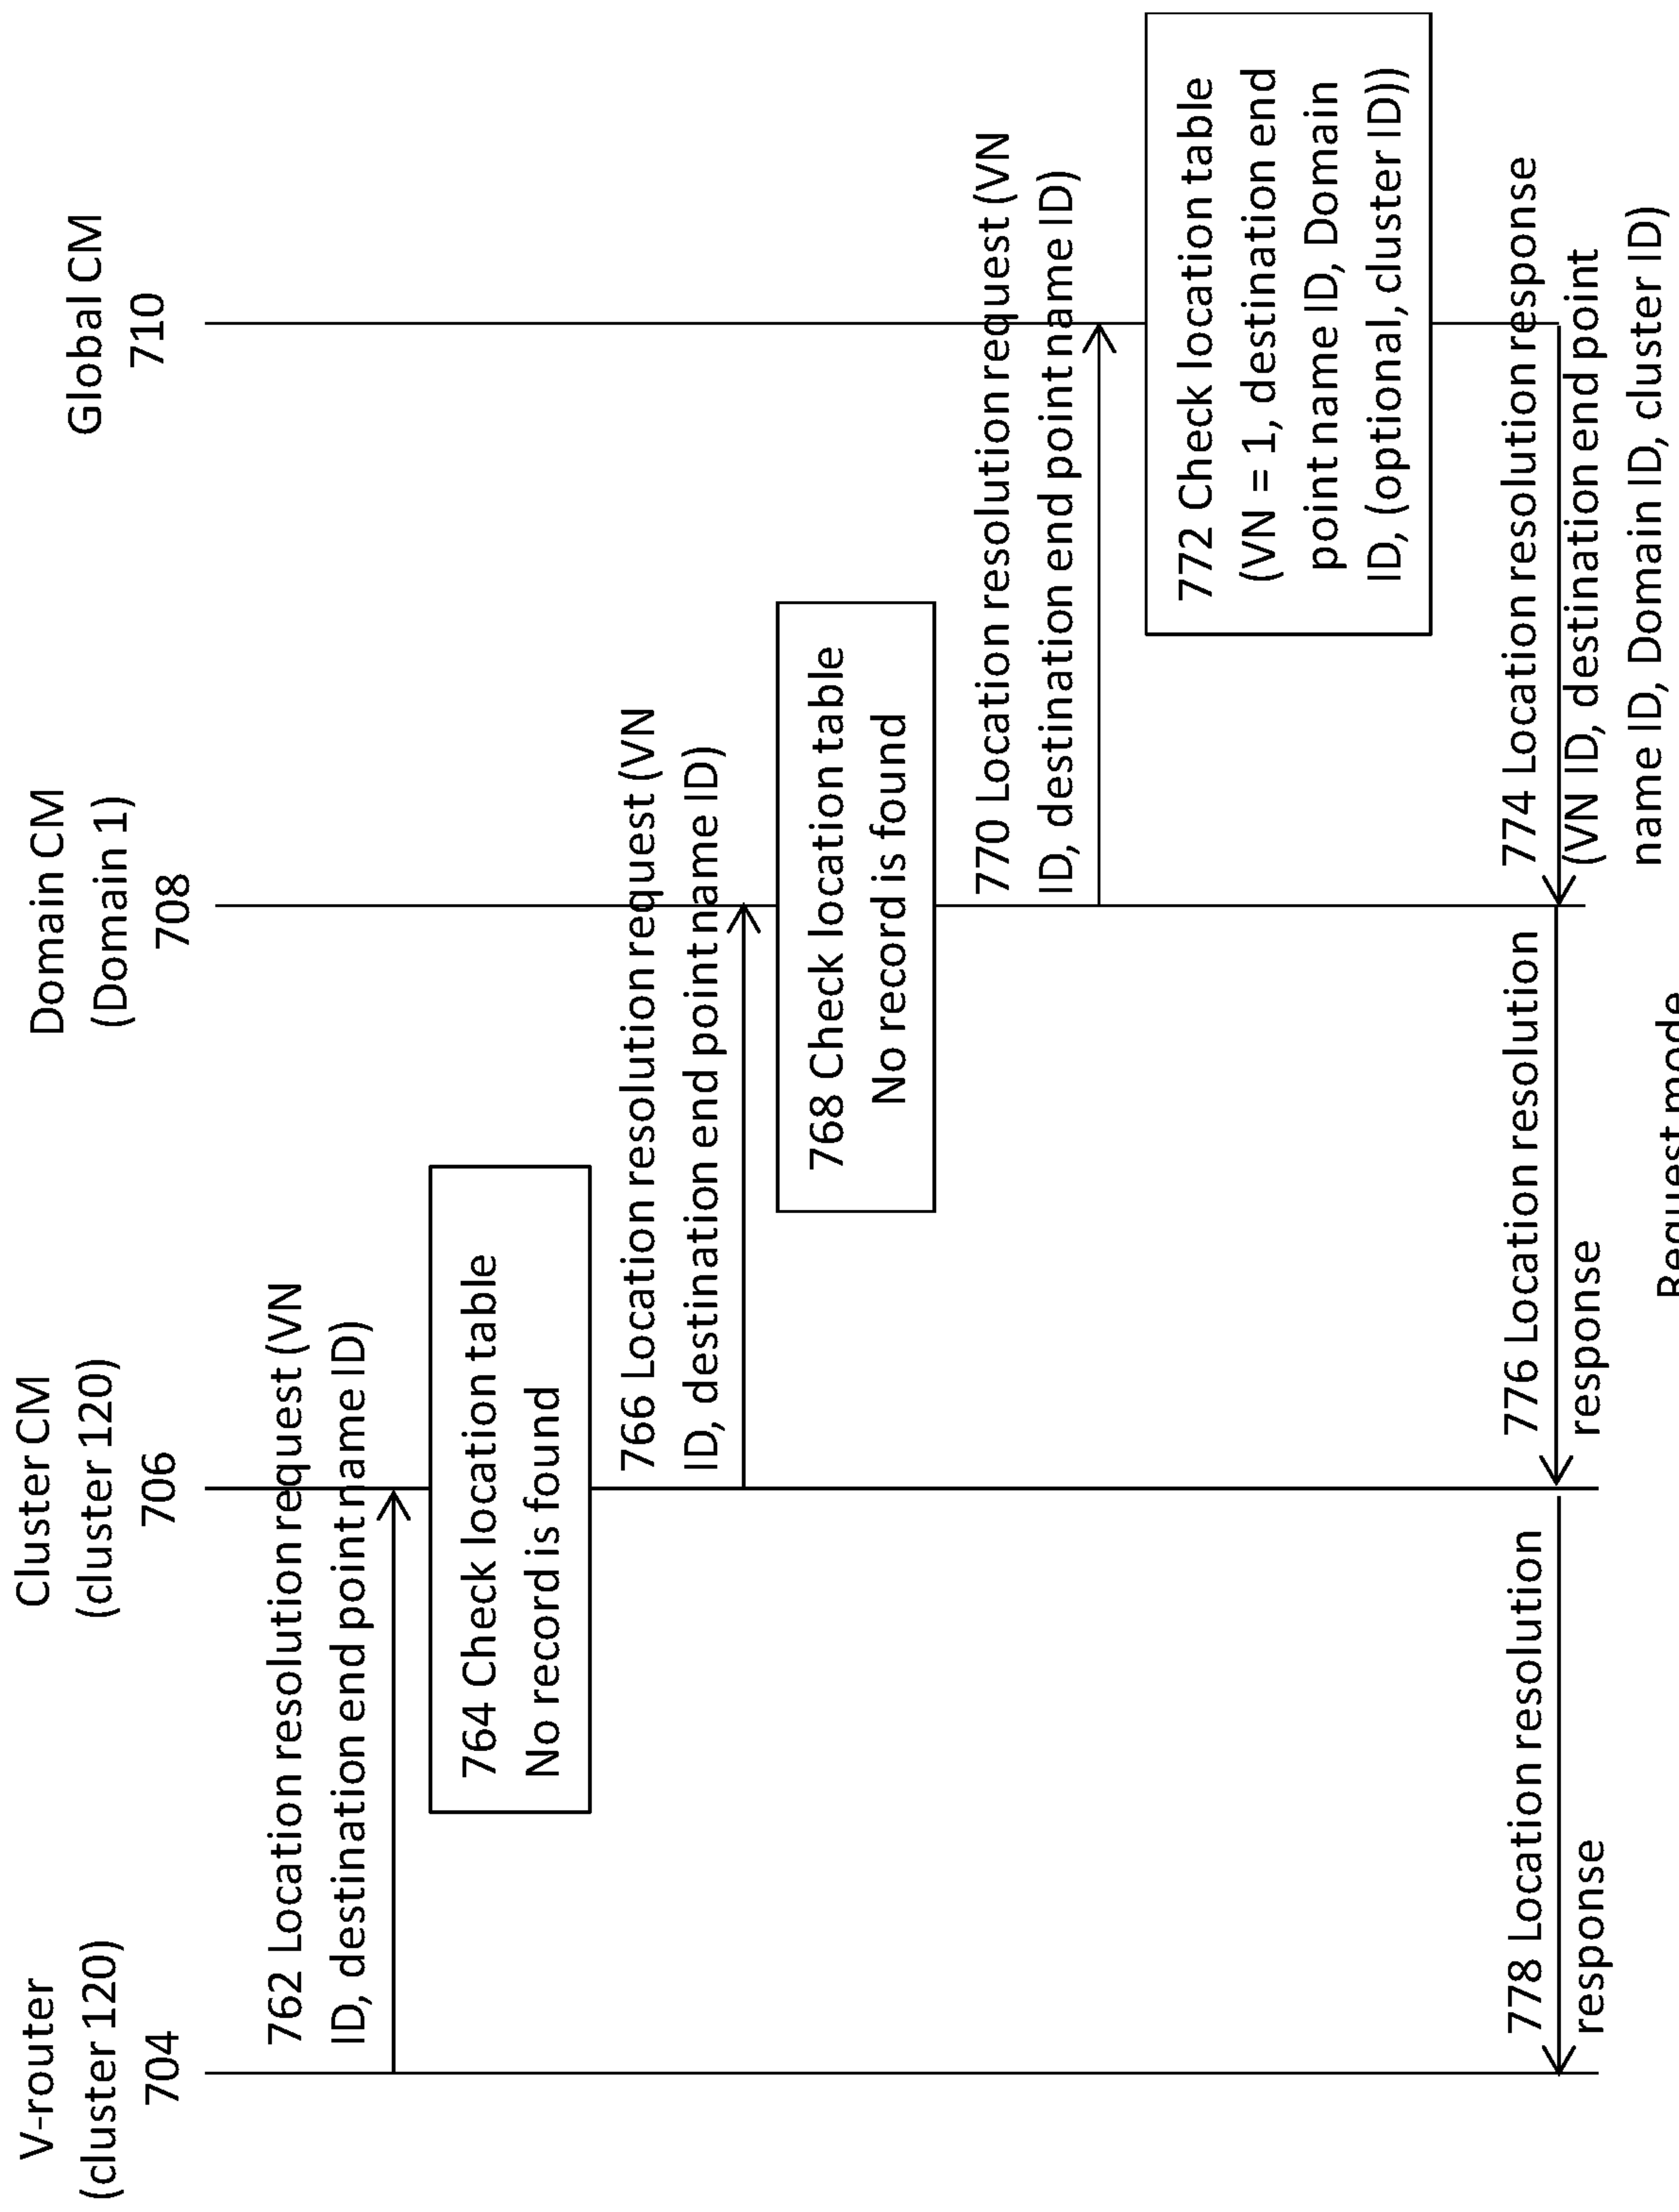 V-router
(cluster 120)
704
Cluster CM
(cluster 120)
706
Domain CM
(Domain 1)
708
Global CM
710
762 Location resolution request (VN
ID, destination end point name ID)
764 Check location table
No record is found
766 Location resolution request (VN
ID, destination end point name ID)
768 Check location table
No record is found
770 Location resolution request (VN
ID, destination end point name ID)
772 Check location table
(VN = 1, destination end
point name ID, Domain
ID, (optional, cluster ID))
774 Location resolution response
(VN ID, destination end point
name ID, Domain ID, cluster ID)
776 Location resolution
response
778 Location resolution
response
Request mode